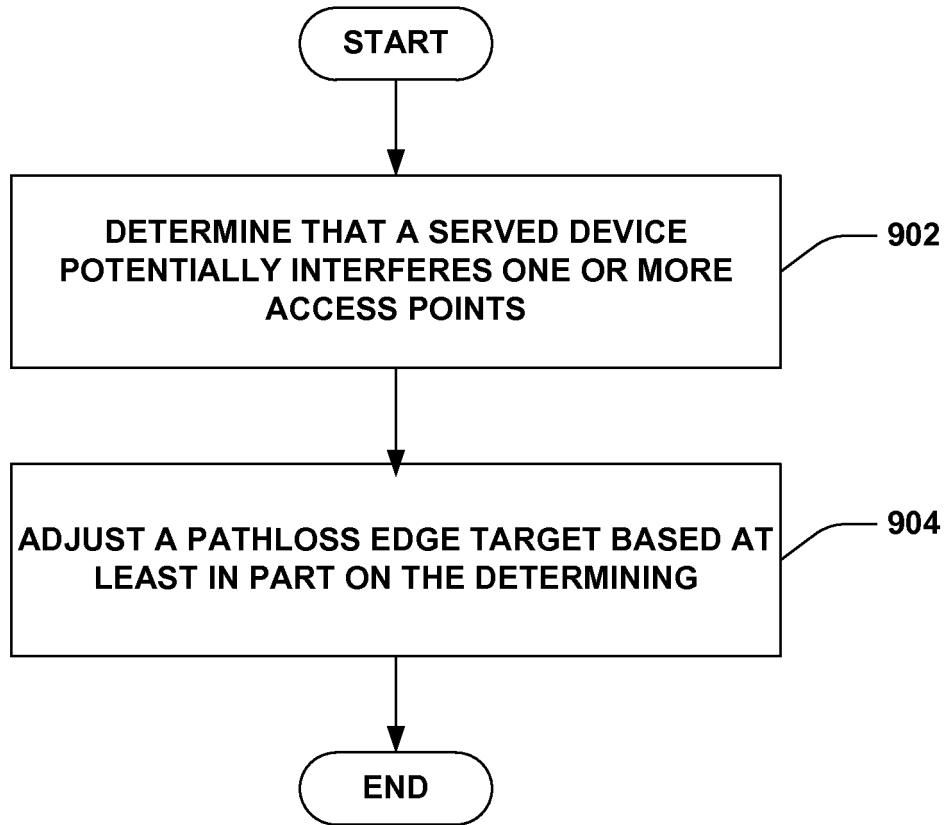 START
DETERMINE THAT A SERVED DEVICE
POTENTIALLY INTERFERES ONE OR MORE
ACCESS POINTS
902
ADJUST A PATHLOSS EDGE TARGET BASED AT
LEAST IN PART ON THE DETERMINING
904
END